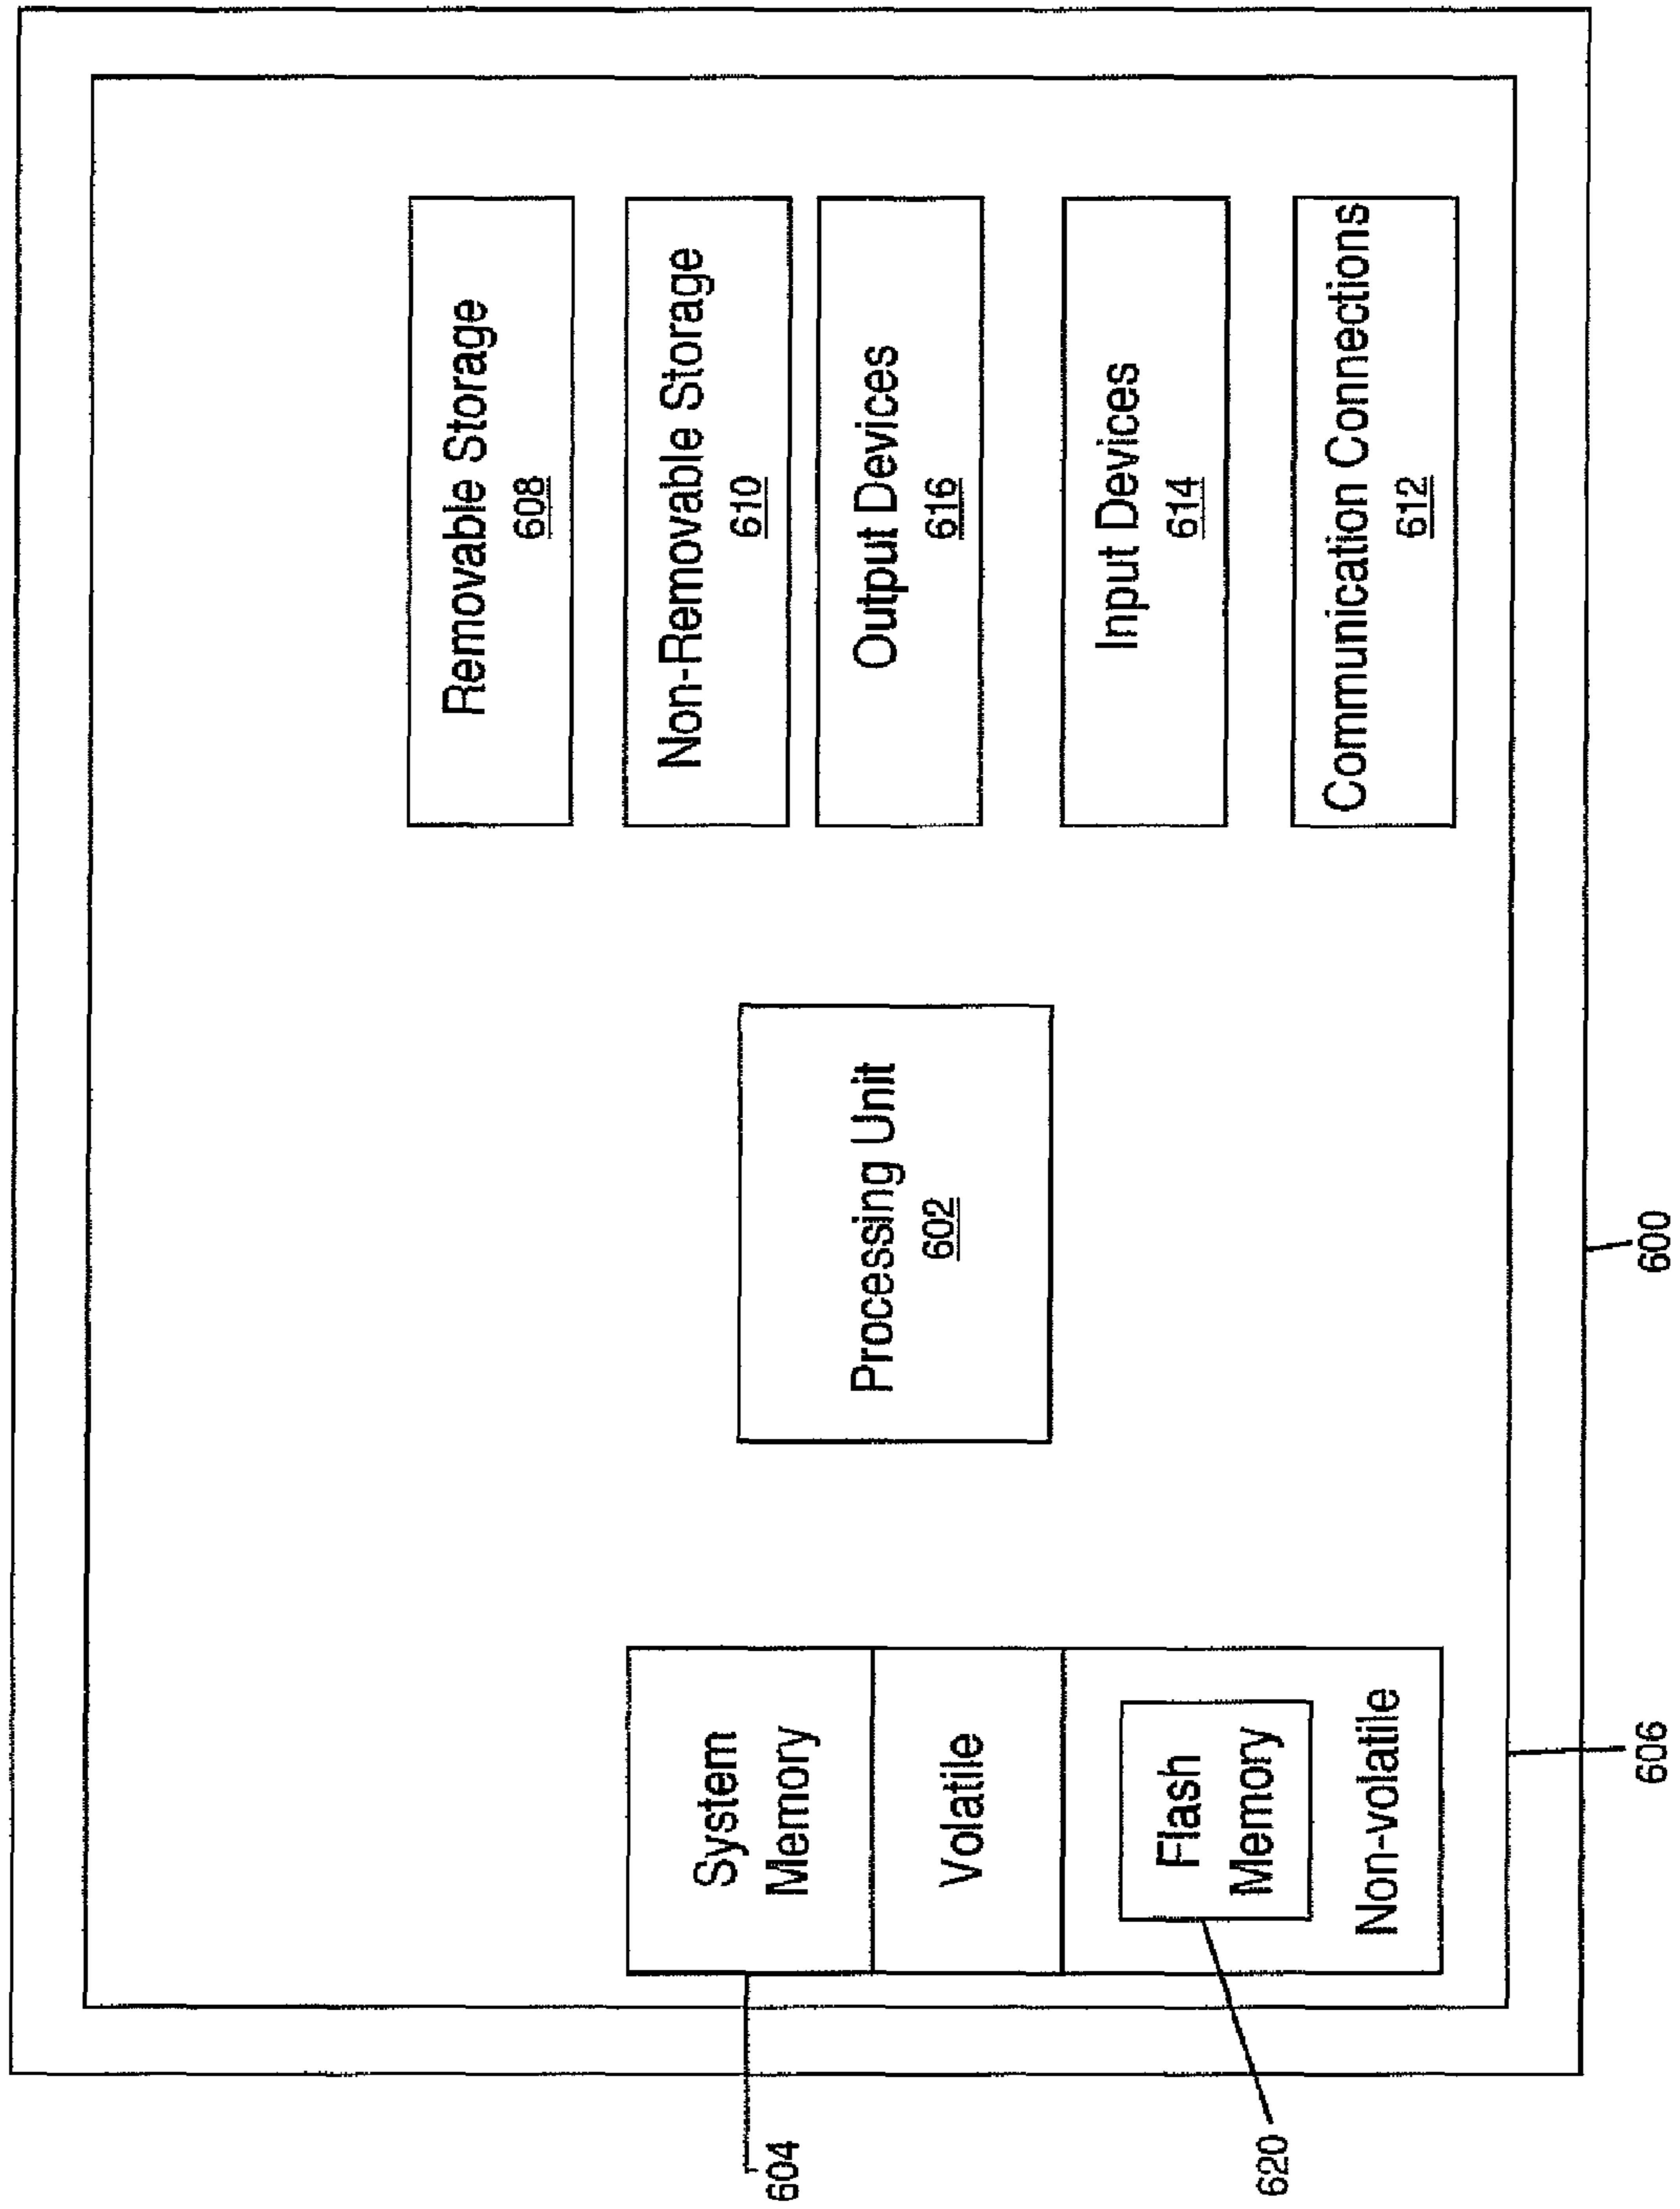 System
Memory
Volatile
Flash
Memory
Non-volatile
604
620
606
Processing Unit
602
600
Removable Storage
608
Non-Removable Storage
610
Output Devices
616
Input Devices
614
Communication Connections
612